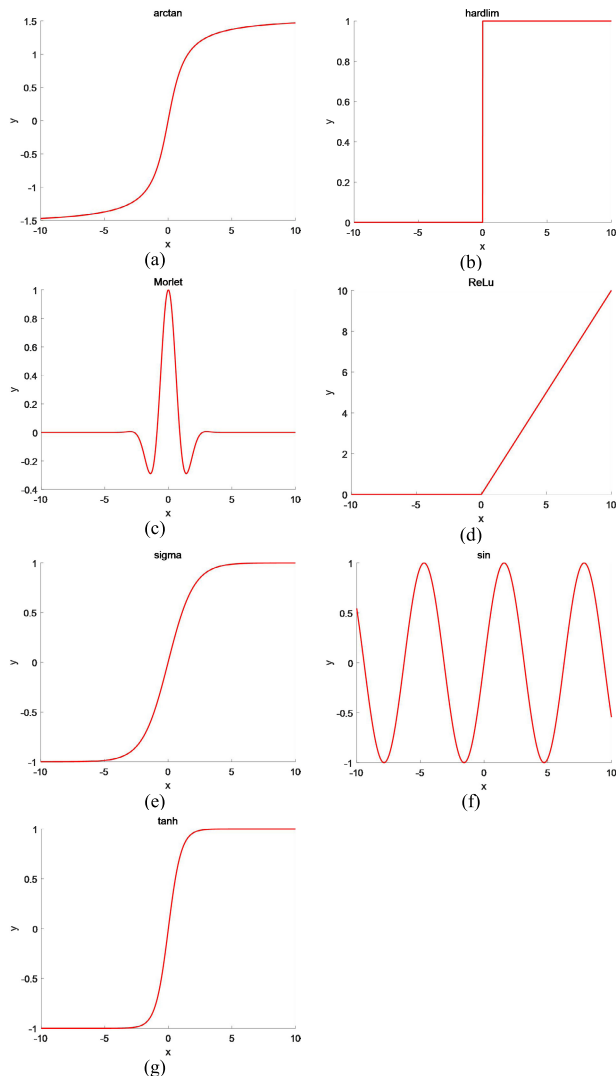 arctan
1.5
1
0.5
0
-0.5
-1
-1.5
y
-10 -5 0 5 10
x
(a)
hardlim
1
0.8
0.6
0.4
0.2
0
y
-10 -5 0 5 10
x
(b)
Morlet
1
0.8
0.6
0.4
0.2
0
-0.2
-0.4
y
-10 -5 0 5 10
x
(c)
ReLu
10
8
6
4
2
0
y
-10 -5 0 5 10
x
(d)
sigma
1
0.5
0
-0.5
-1
y
-10 -5 0 5 10
x
(e)
sin
1
0.5
0
-0.5
-1
y
-10 -5 0 5 10
x
(f)
tanh
1
0.5
0
-0.5
-1
y
-10 -5 0 5 10
x
(g)